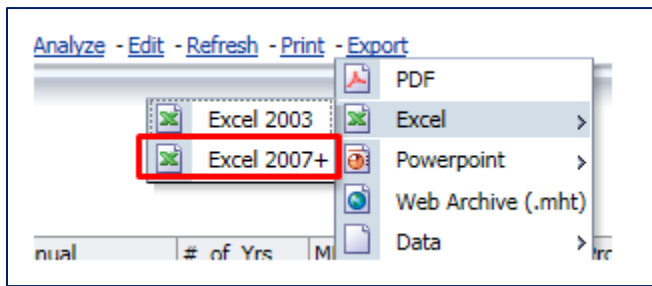 Analyze - Edit - Refresh - Print - Export
PDF
Excel 2003
Excel >
Excel 2007+
Powerpoint >
Web Archive (.mht)
Data >
# of Yrs